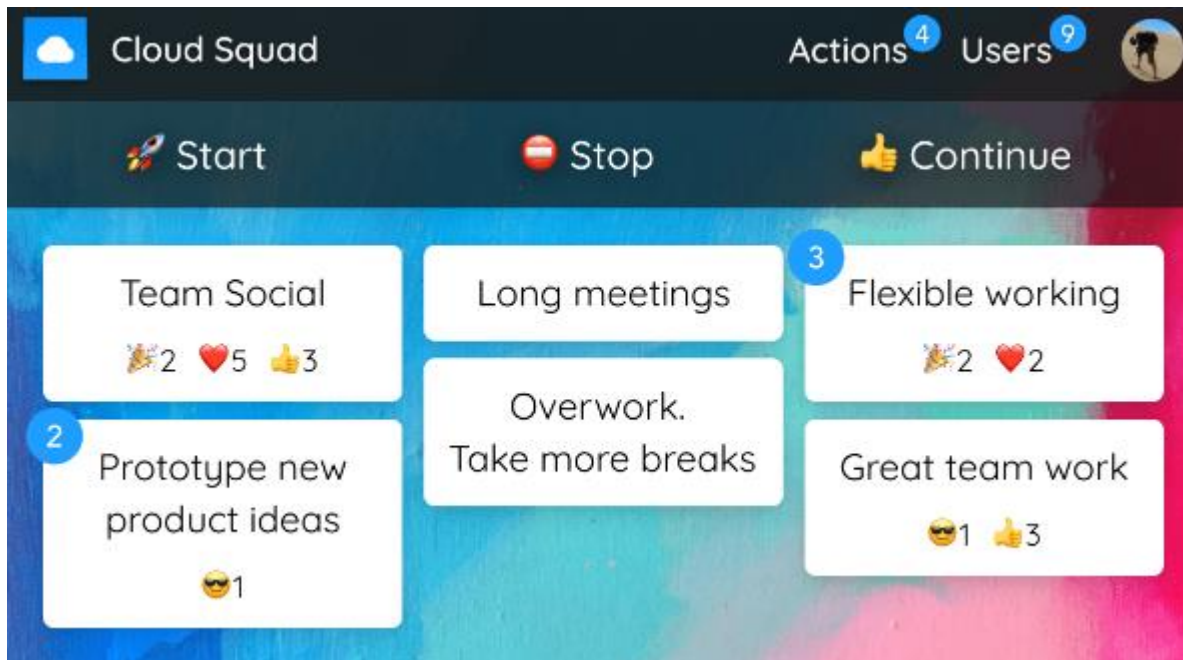 Cloud Squad
Actions 4 Users 9
🚀 Start
⛔ Stop
👍 Continue
Team Social
🎉2 ❤️5 👍3
2
Prototype new
product ideas
😎1
Long meetings
Overwork.
Take more breaks
3
Flexible working
🎉2 ❤️2
Great team work
😎1 👍3